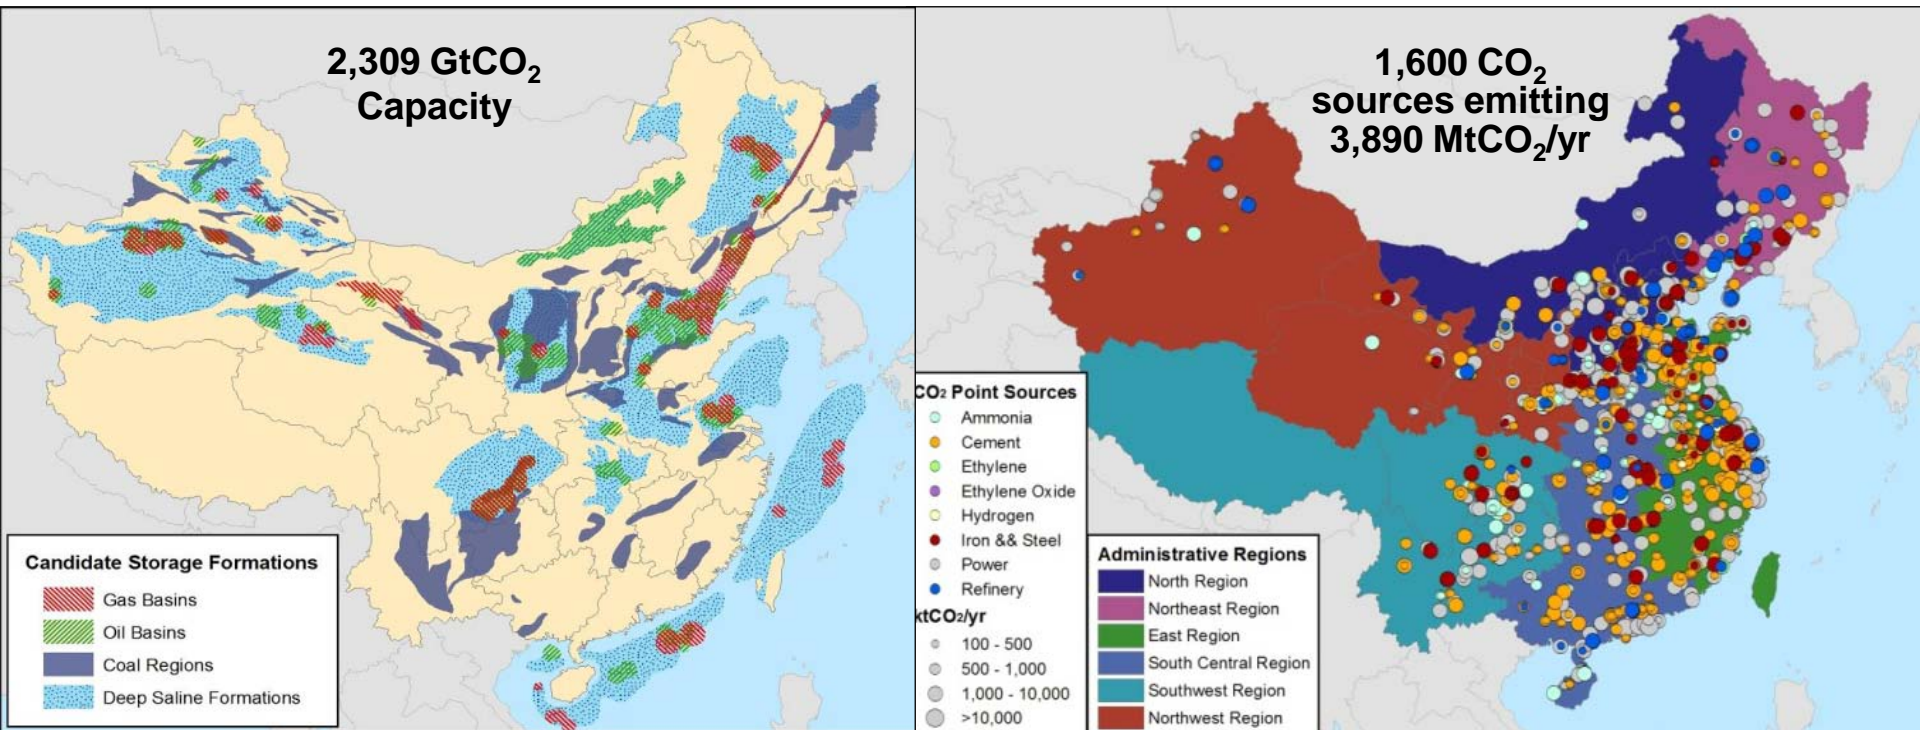 2,309 GtCO2
Capacity
Candidate Storage Formations
Gas Basins
Oil Basins
Coal Regions
Deep Saline Formations
1,600 CO2
sources emitting
3,890 MtCO2/yr
CO2 Point Sources
Ammonia
Cement
Ethylene
Ethylene Oxide
Hydrogen
Iron && Steel
Power
Refinery
ktCO2/yr
100 - 500
500 - 1,000
1,000 - 10,000
>10,000
Administrative Regions
North Region
Northeast Region
East Region
South Central Region
Southwest Region
Northwest Region